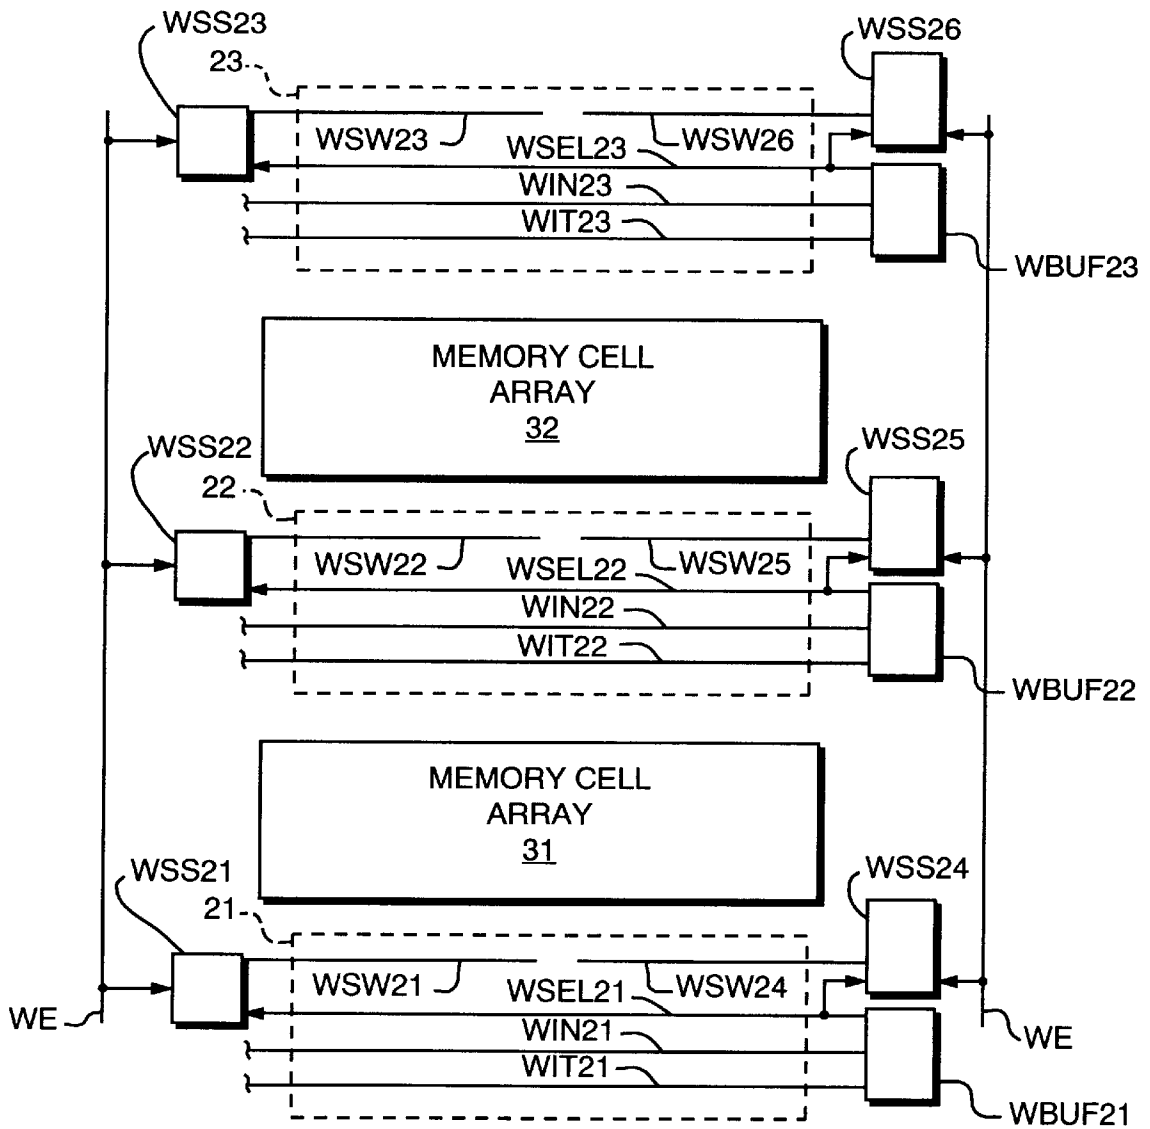 WSS23
WSS26
23
WSW23
WSW26
WSEL23
WIN23
WIT23
WBUF23
MEMORY CELL
ARRAY
32
WSS22
WSS25
22
WSW22
WSW25
WSEL22
WIN22
WIT22
WBUF22
MEMORY CELL
ARRAY
31
WSS21
WSS24
21
WSW21
WSW24
WSEL21
WE
WIN21
WE
WIT21
WBUF21